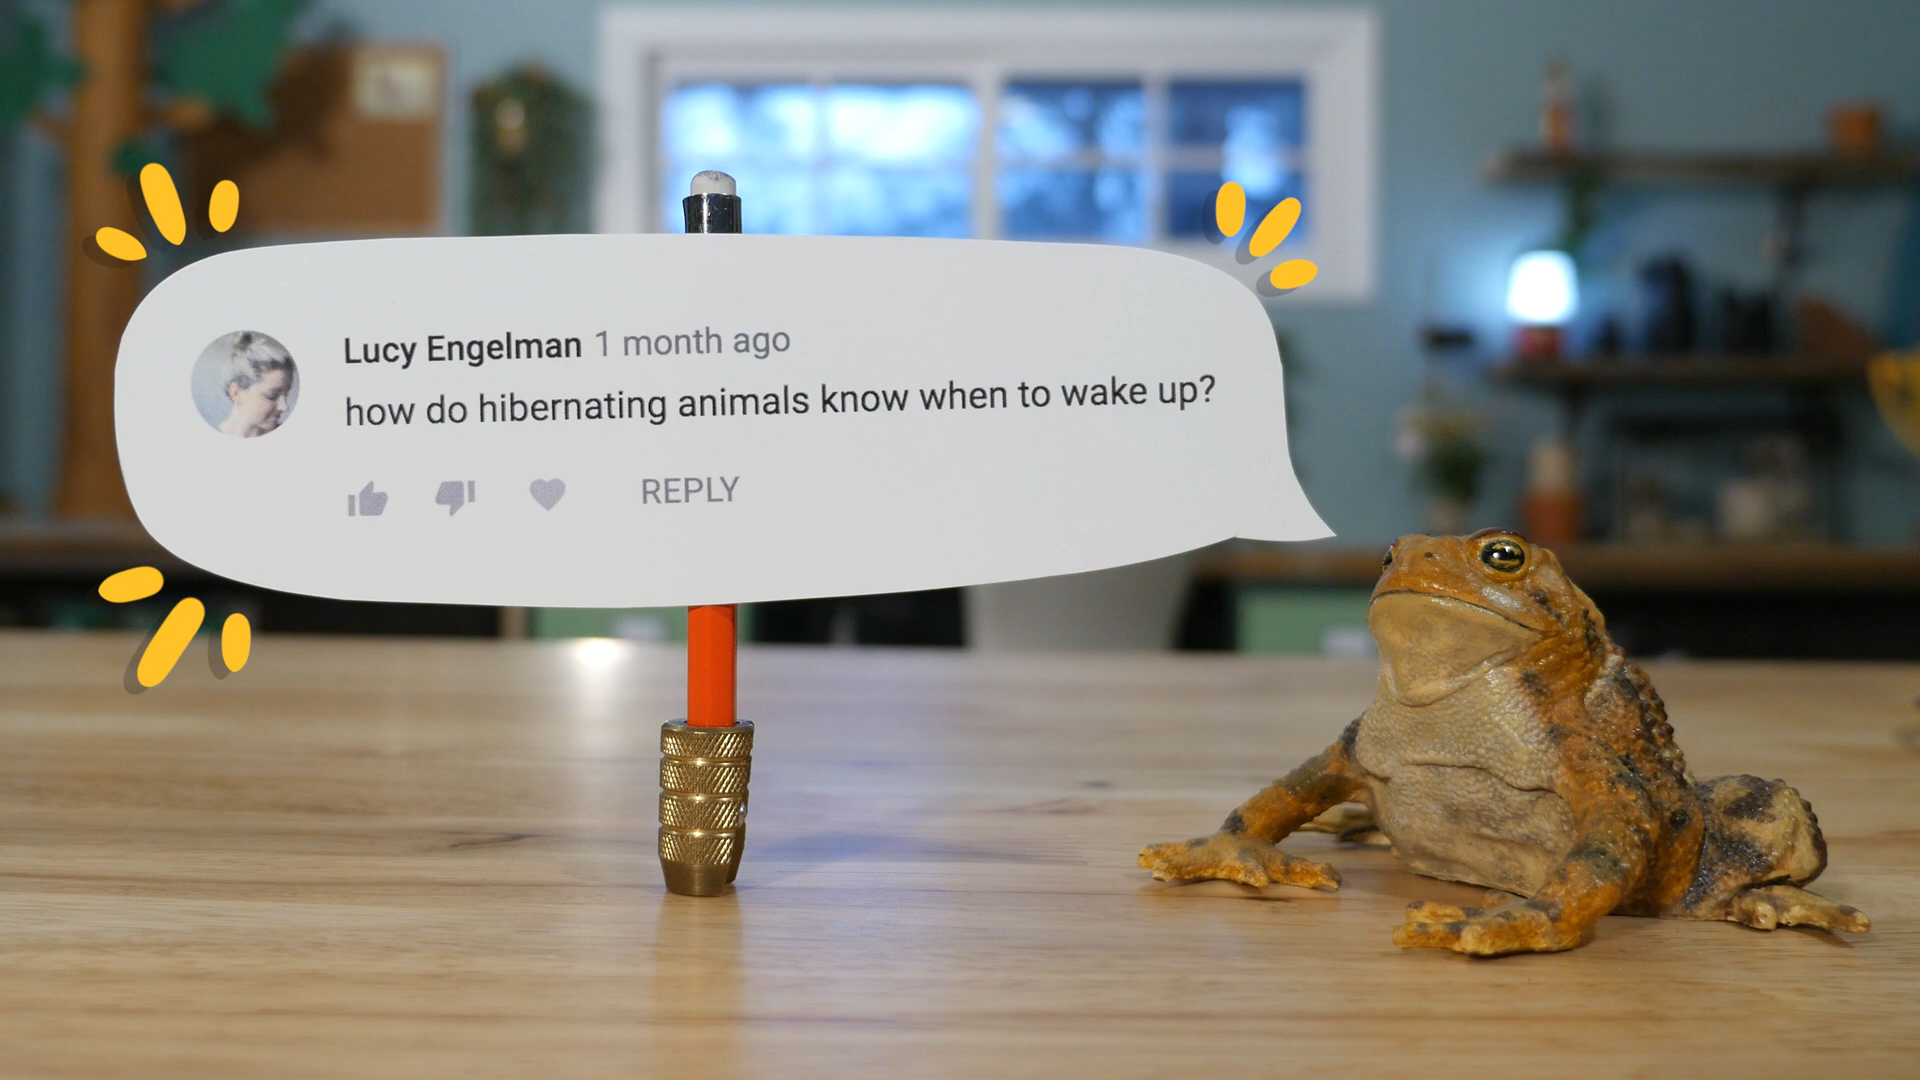 Lucy Engelman 1 month ago
how do hibernating animals know when to wake up?
REPLY